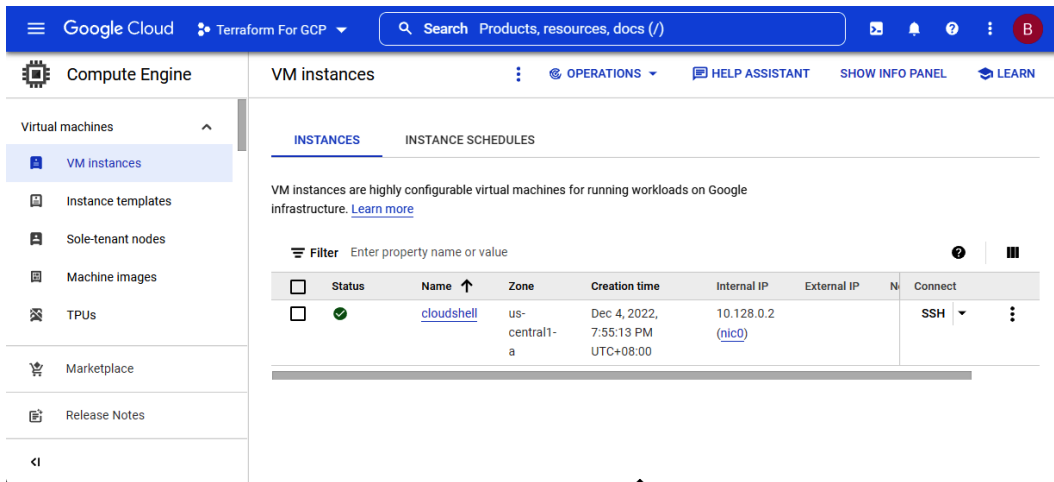 Google Cloud
Terraform For GCP
Search Products, resources, docs (/)
B
Compute Engine
VM instances
OPERATIONS
HELP ASSISTANT
SHOW INFO PANEL
LEARN
Virtual machines
VM instances
Instance templates
Sole-tenant nodes
Machine images
TPUs
Marketplace
Release Notes
INSTANCES
INSTANCE SCHEDULES
VM instances are highly configurable virtual machines for running workloads on Google
infrastructure. Learn more
Filter Enter property name or value
Status Name Zone Creation time Internal IP External IP Connect
cloudshell us- Dec 4, 2022, 10.128.0.2 SSH
central1- 7:55:13 PM (nic0)
a UTC+08:00